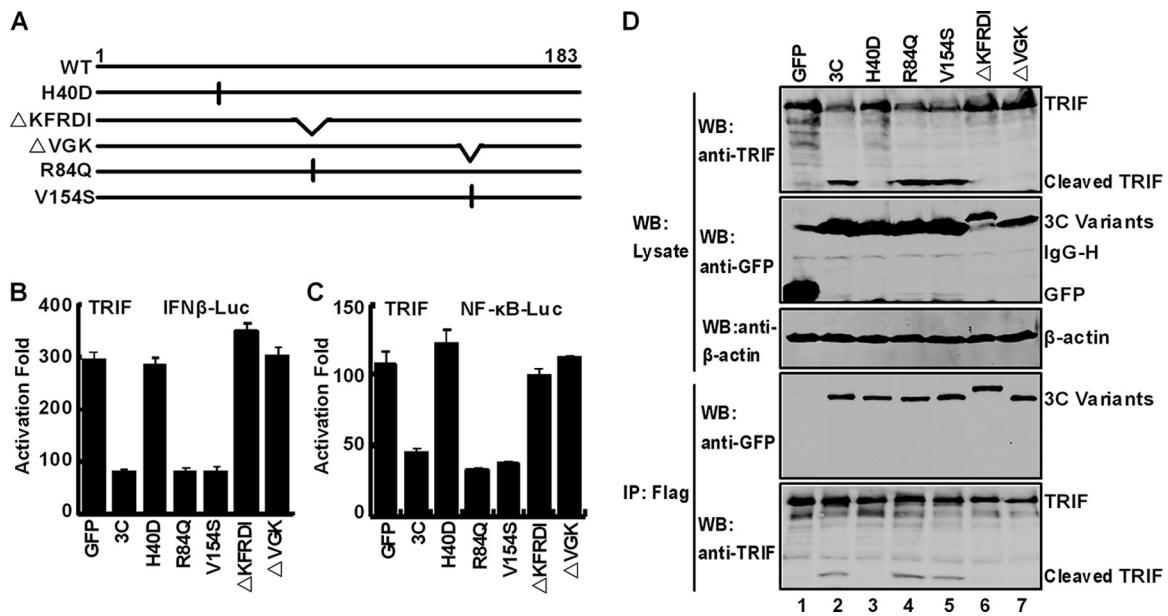 A
1
183
WT
H40D
△KFRDI
△VGK
R84Q
V154S
B
TRIF IFNβ-Luc
Activation Fold
400
300
300
200
100
0
GFP
3C
H40D
R84Q
V154S
△KFRDI
△VGK
C
TRIF NF-κB-Luc
Activation Fold
150
100
50
0
GFP
3C
H40D
R84Q
V154S
△KFRDI
△VGK
D
GFP
3C
H40D
R84Q
V154S
△KFRDI
△VGK
WB:
Lysate
WB:
anti-TRIF
TRIF
Cleaved TRIF
WB:
anti-GFP
3C Variants
IgG-H
GFP
WB:anti-
β-actin
β-actin
IP: Flag
WB:
anti-GFP
3C Variants
WB:
anti-TRIF
TRIF
Cleaved TRIF
1 2 3 4 5 6 7